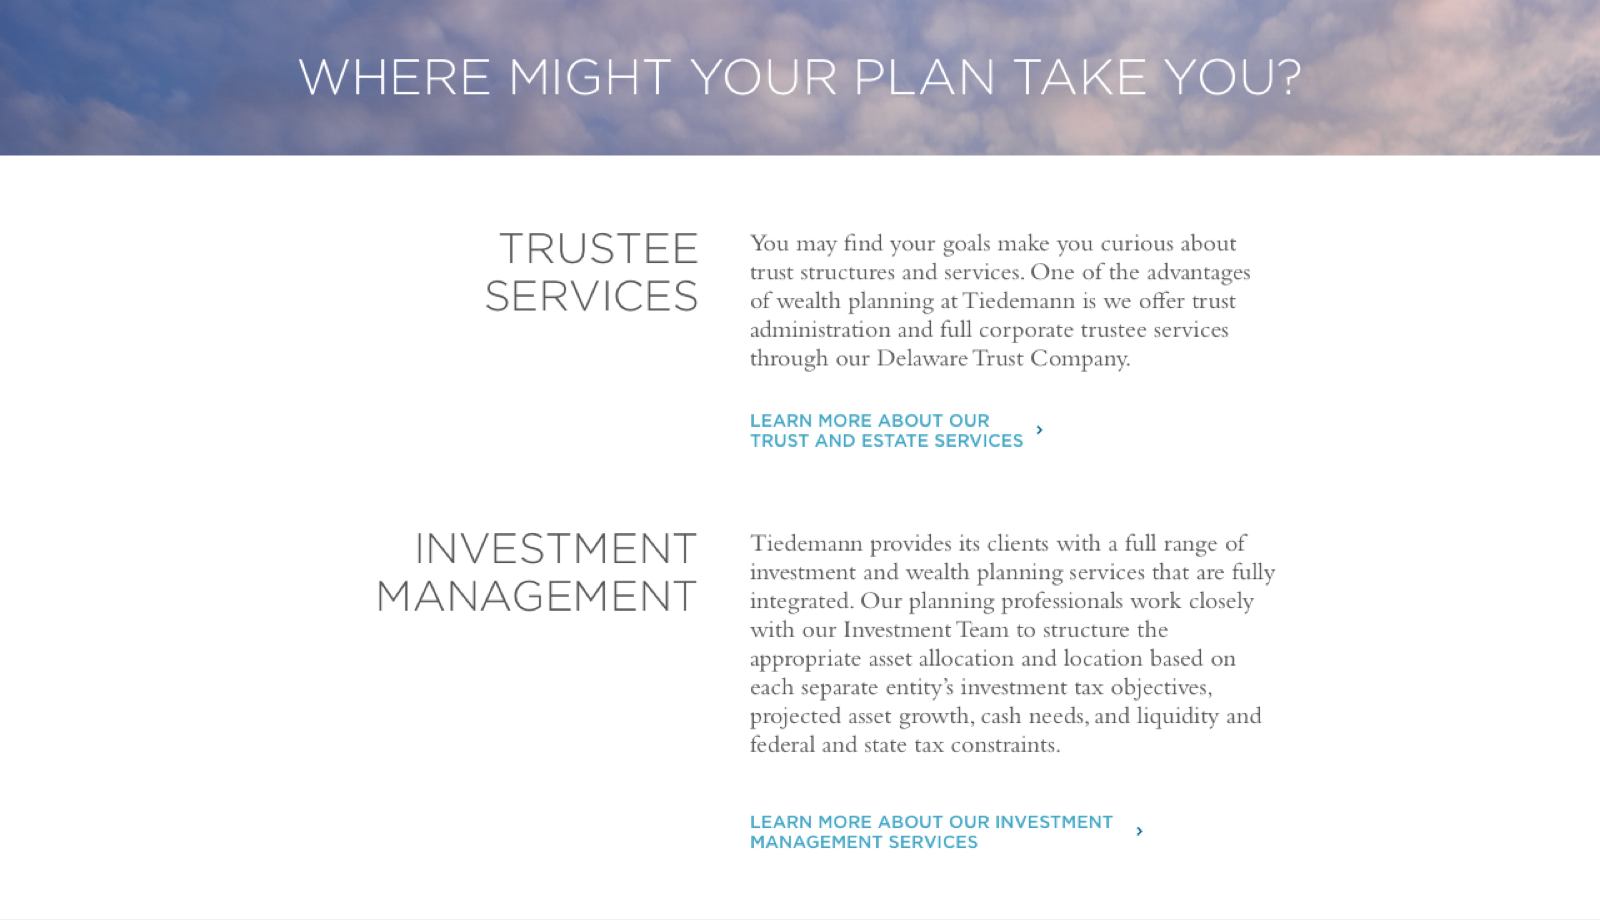 WHERE MIGHT YOUR PLAN TAKE YOU?
TRUSTEE
SERVICES
You may find your goals make you curious about
trust structures and services. One of the advantages
of wealth planning at Tiedemann is we offer trust
administration and full corporate trustee services
through our Delaware Trust Company.
LEARN MORE ABOUT OUR
TRUST AND ESTATE SERVICES
INVESTMENT
MANAGEMENT
Tiedemann provides its clients with a full range of
investment and wealth planning services that are fully
integrated. Our planning professionals work closely
with our Investment Team to structure the
appropriate asset allocation and location based on
each separate entity’s investment tax objectives,
projected asset growth, cash needs, and liquidity and
federal and state tax constraints.
LEARN MORE ABOUT OUR INVESTMENT
MANAGEMENT SERVICES